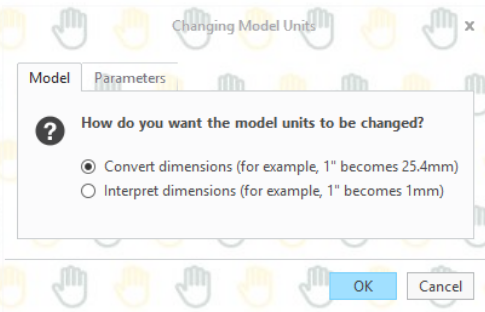 Changing Model Units
x
Model
Parameters
How do you want the model units to be changed?
Convert dimensions (for example, 1" becomes 25.4mm)
Interpret dimensions (for example, 1" becomes 1mm)
OK
Cancel